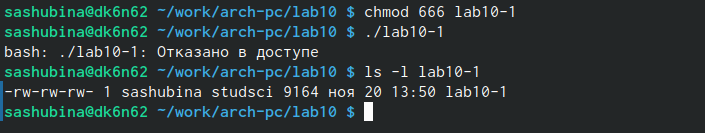 sashubina@dk6n62 ~/work/arch-pc/lab10 $ chmod 666 lab10-1
sashubina@dk6n62 ~/work/arch-pc/lab10 $ ./lab10-1
bash: ./lab10-1: Отказано в доступе
sashubina@dk6n62 ~/work/arch-pc/lab10 $ ls -l lab10-1
-rw-rw-rw- 1 sashubina studsci 9164 ноя 20 13:50 lab10-1
sashubina@dk6n62 ~/work/arch-pc/lab10 $